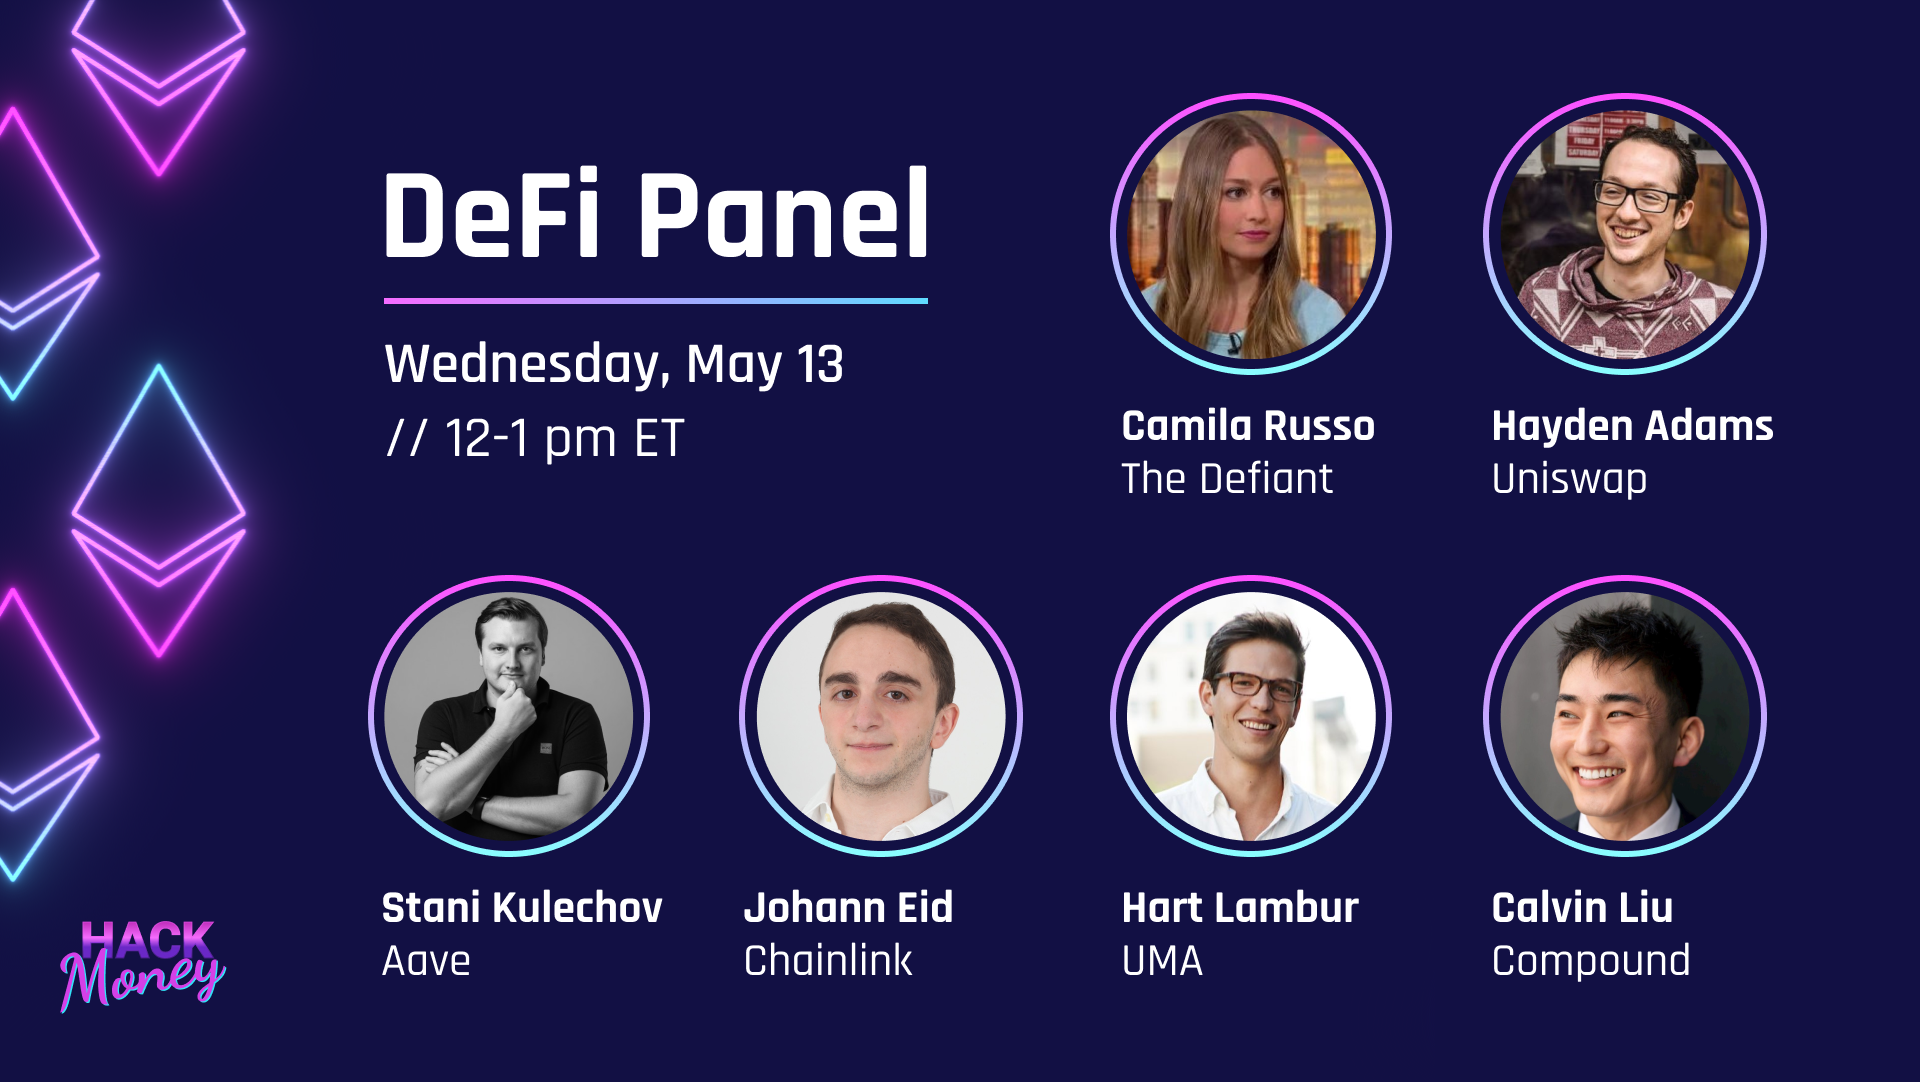 DeFi Panel
Wednesday, May 13
// 12-1 pm ET
Camila Russo
The Defiant
Hayden Adams
Uniswap
Stani Kulechov
Aave
Johann Eid
Chainlink
Hart Lambur
UMA
Calvin Liu
Compound
HACK
Money